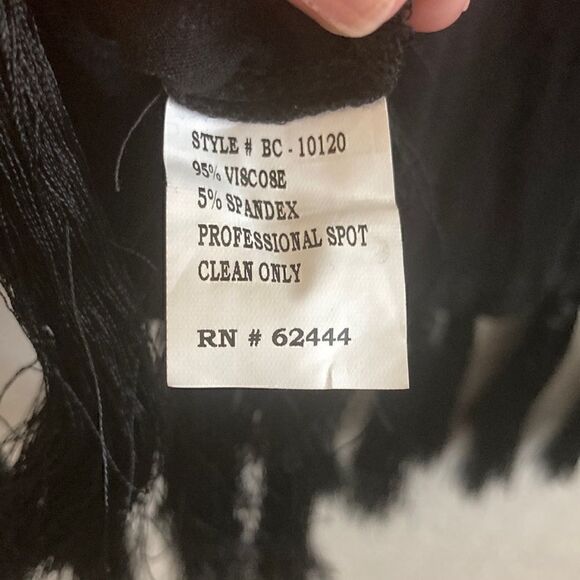 STYLE # BC - 10120
95% VISCOSE
5% SPANDEX
PROFESSIONAL SPOT
CLEAN ONLY
RN # 62444